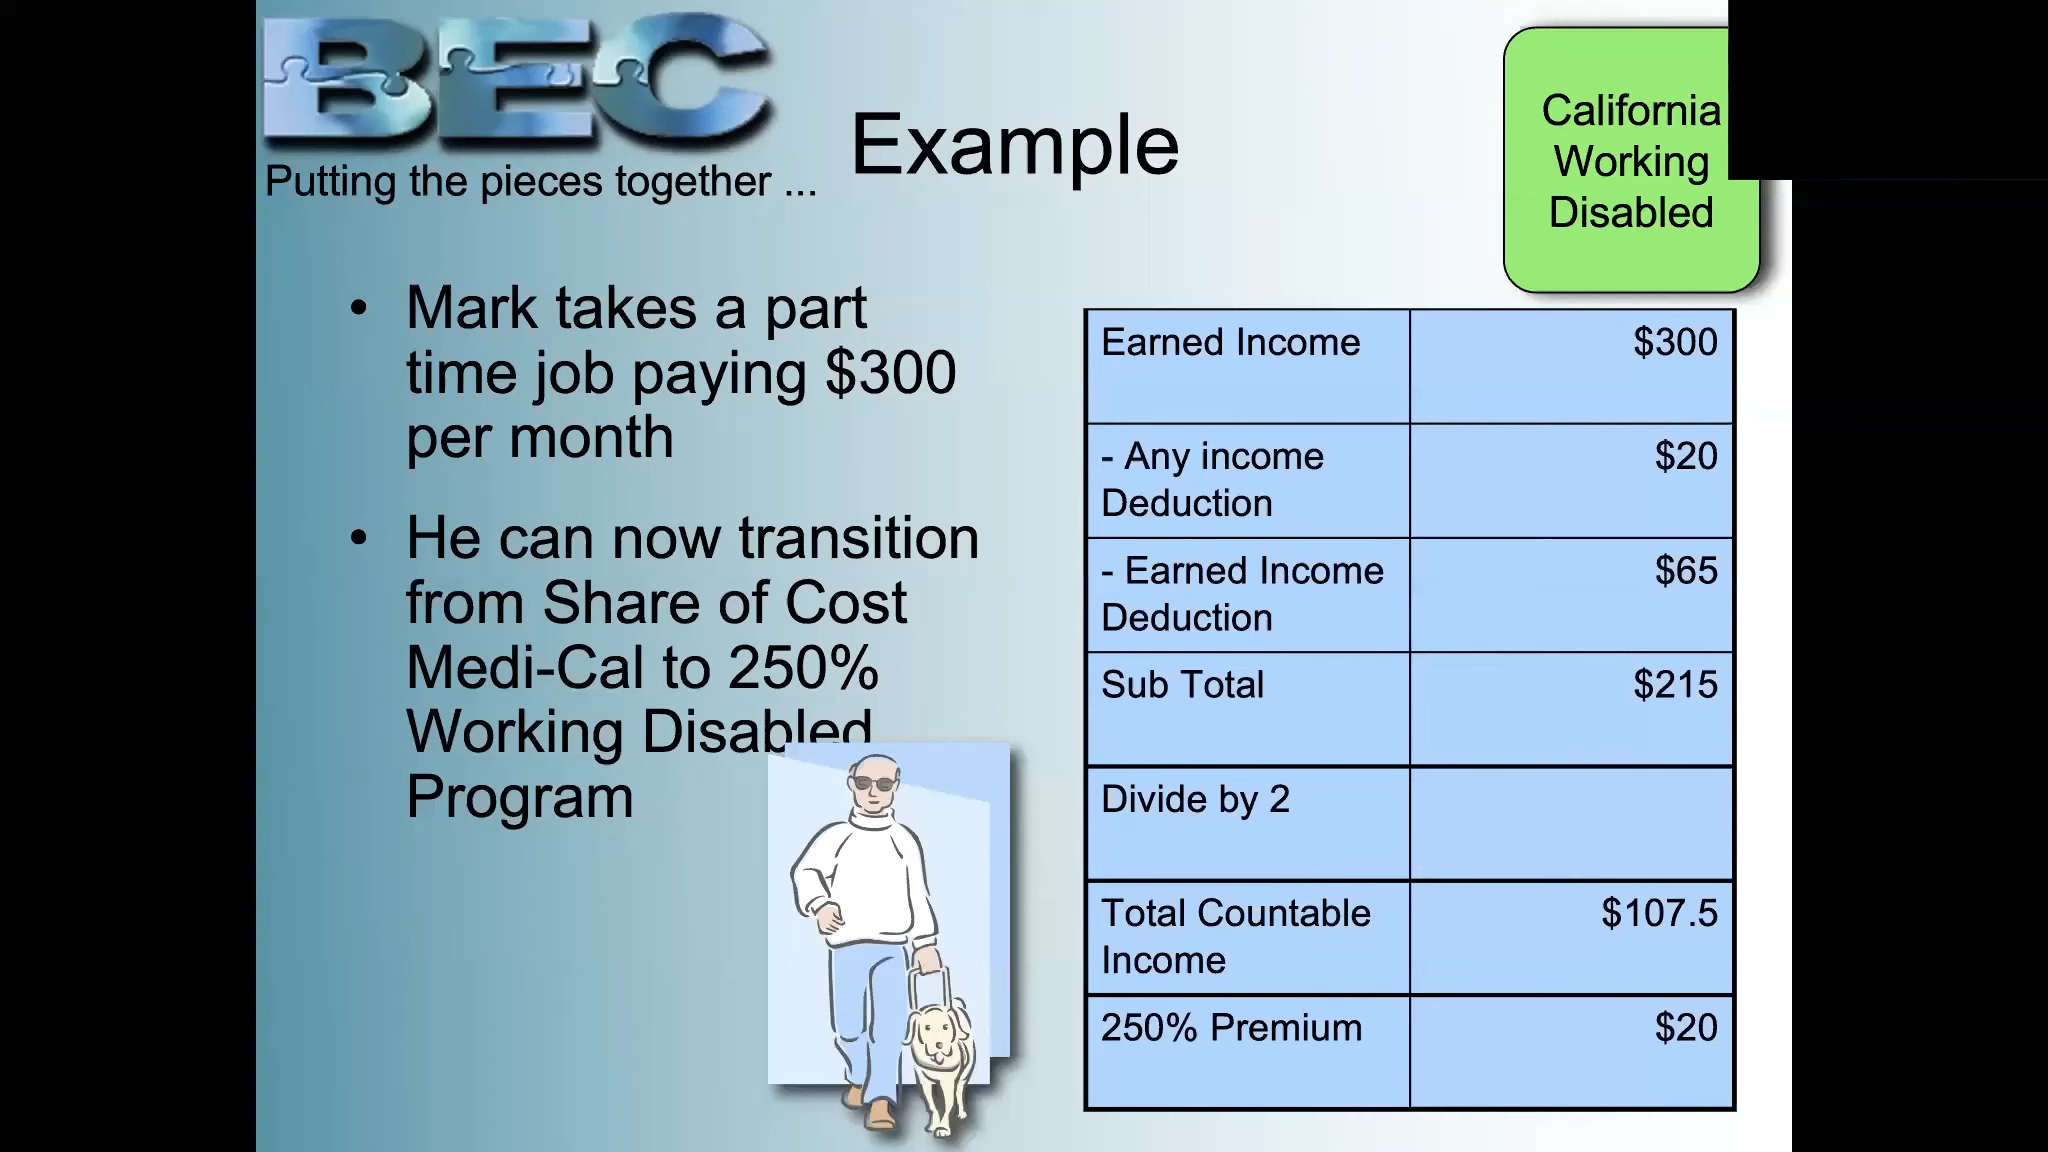 BEC
Putting the pieces together ...
Example
California
Working
Disabled
• Mark takes a part
time job paying $300
per month
• He can now transition
from Share of Cost
Medi-Cal to 250%
Working Disabled
Program
Earned Income $300
- Any income $20
Deduction
- Earned Income $65
Deduction
Sub Total $215
Divide by 2
Total Countable $107.5
Income
250% Premium $20